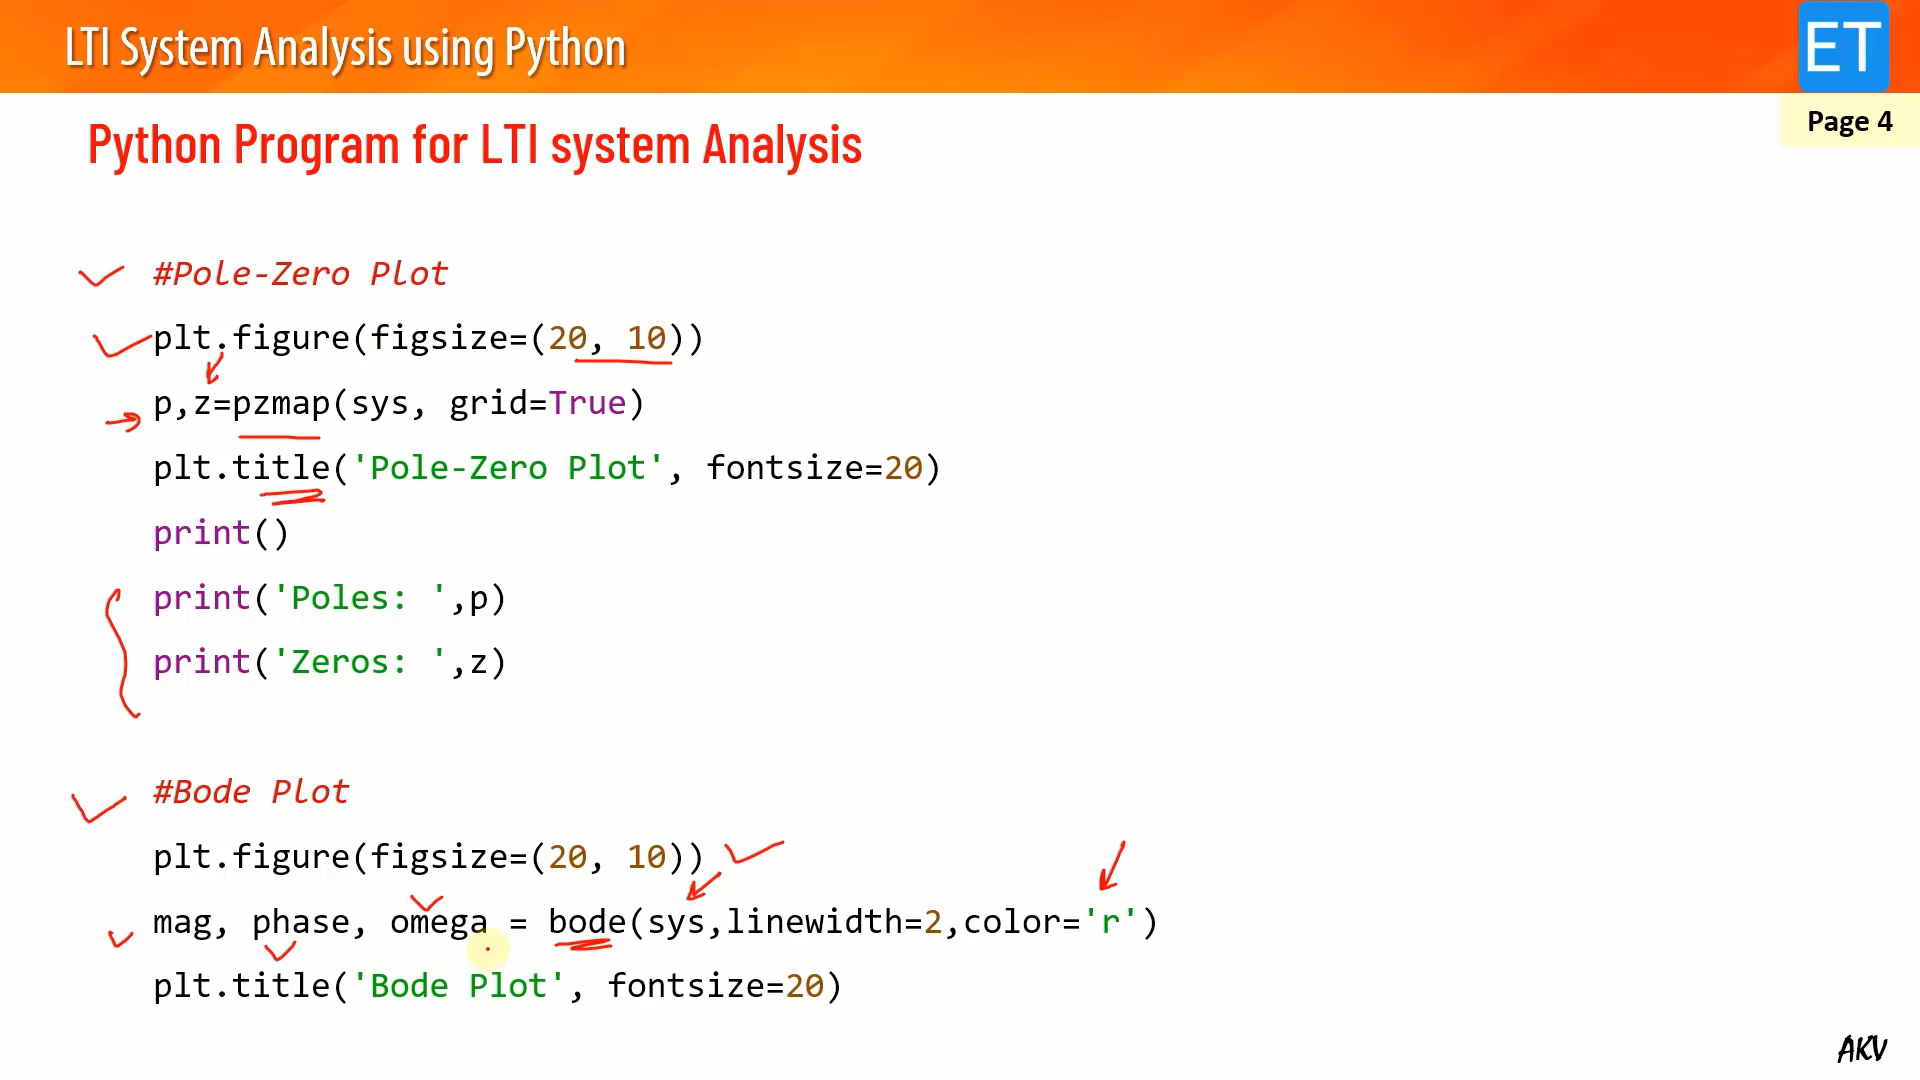 LTI System Analysis using Python
ET
Page 4
Python Program for LTI system Analysis
#Pole-Zero Plot
plt.figure(figsize=(20, 10))
p,z=pzmap(sys, grid=True)
plt.title('Pole-Zero Plot', fontsize=20)
print()
print('Poles: ',p)
print('Zeros: ',z)
#Bode Plot
plt.figure(figsize=(20, 10))
mag, phase, omega = bode(sys,linewidth=2,color='r')
plt.title('Bode Plot', fontsize=20)
AKV